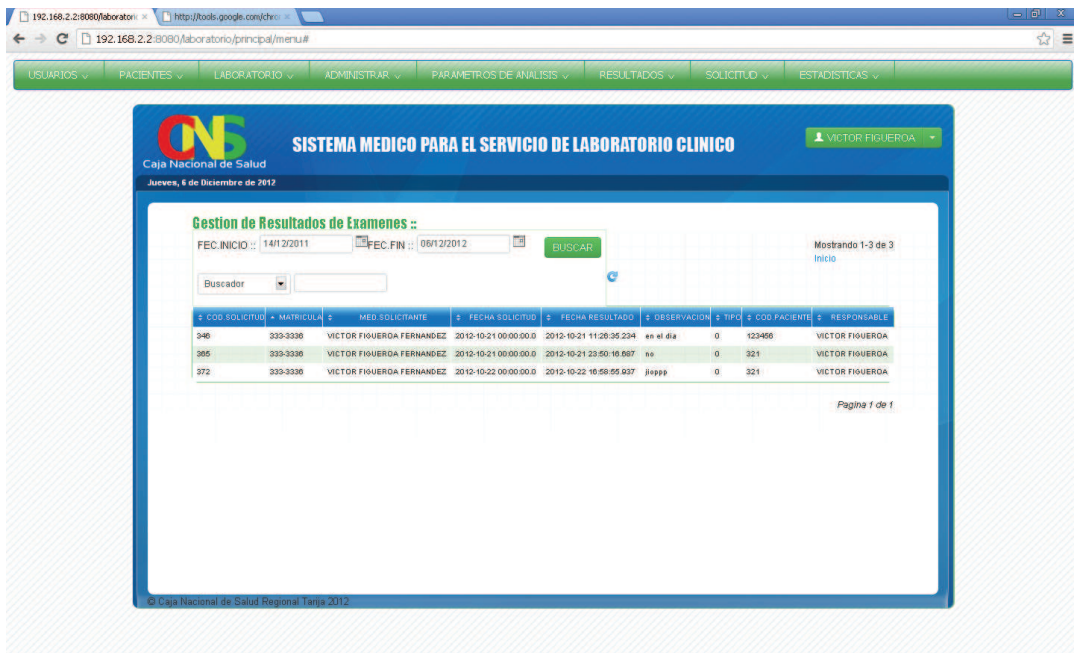 192.168.2.2:8080/laboratori × http://tools.google.com/chro ×
192.168.2.2:8080/laboratorio/principal/menu#
USUARIOS PACIENTES LABORATORIO ADMINISTRAR PARAMETROS DE ANALISIS RESULTADOS SOLICITUD ESTADISTICAS
CNS
Caja Nacional de Salud
SISTEMA MEDICO PARA EL SERVICIO DE LABORATORIO CLINICO
VICTOR FIGUEROA
Jueves, 6 de Diciembre de 2012
Gestion de Resultados de Examenes ::
FEC.INICIO :: 14/12/2011 FEC.FIN :: 06/12/2012 BUSCAR
Mostrando 1-3 de 3
Inicio
Buscador
COD SOLICITUD MATRICULA MED.SOLICITANTE FECHA SOLICITUD FECHA RESULTADO OBSERVACION TIPO COD PACIENTE RESPONSABLE
346 333-3336 VICTOR FIGUEROA FERNANDEZ 2012-10-21 00:00:00.0 2012-10-21 11:26:35.234 en el dia 0 123456 VICTOR FIGUEROA
365 333-3336 VICTOR FIGUEROA FERNANDEZ 2012-10-21 00:00:00.0 2012-10-21 23:50:16.687 no 0 321 VICTOR FIGUEROA
372 333-3336 VICTOR FIGUEROA FERNANDEZ 2012-10-22 00:00:00.0 2012-10-22 16:58:55.937 jioppp 0 321 VICTOR FIGUEROA
Pagina 1 de 1
© Caja Nacional de Salud Regional Tarija 2012